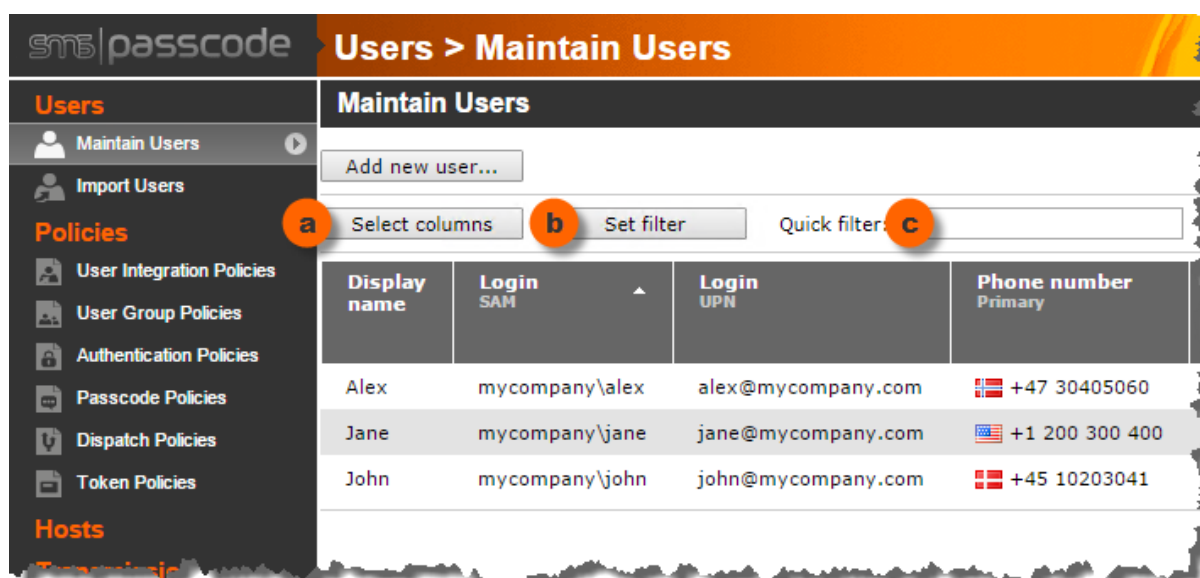 sms|passcode
Users > Maintain Users
Users
Maintain Users
Import Users
Policies
User Integration Policies
User Group Policies
Authentication Policies
Passcode Policies
Dispatch Policies
Token Policies
Hosts
Maintain Users
Add new user...
a Select columns b Set filter Quick filter: c
Display name Login SAM Login UPN Phone number Primary
Alex mycompany\alex alex@mycompany.com +47 30405060
Jane mycompany\jane jane@mycompany.com +1 200 300 400
John mycompany\john john@mycompany.com +45 10203041